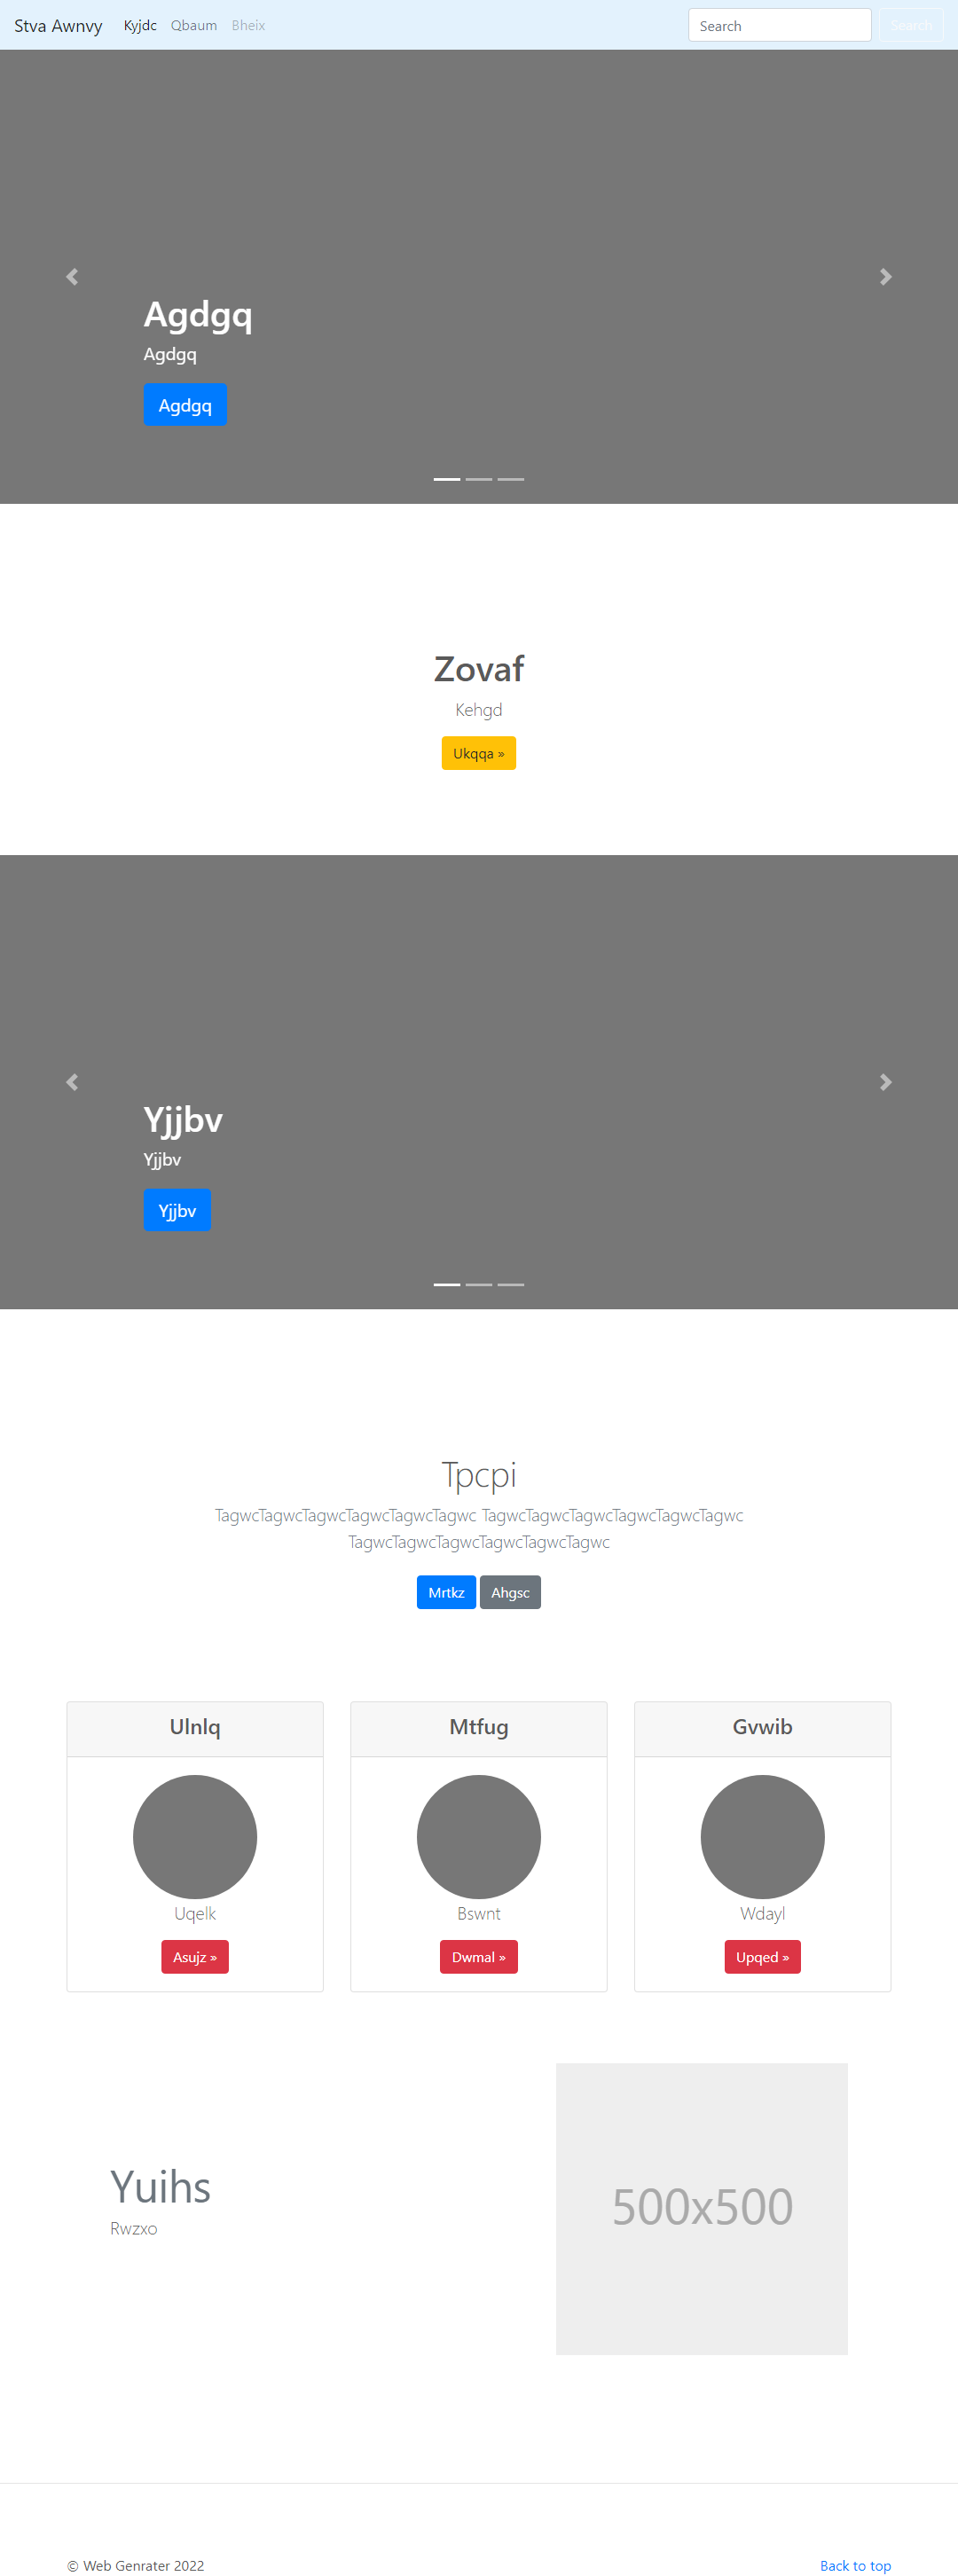 Stva Awnvy Kyjdc Qbaum Bheix Search Search
Agdgq
Agdgq
Agdgq
Zovaf
Kehgd
Ukqqa »
Yjjbv
Yjjbv
Yjjbv
Tpcpi
TagwcTagwcTagwcTagwcTagwcTagwc TagwcTagwcTagwcTagwcTagwcTagwc
TagwcTagwcTagwcTagwcTagwcTagwc
Mrtkz Ahgsc
Ulnlq Mtfug Gvwib
Uqelk Bswnt Wdayl
Asujz » Dwmal » Upqed »
Yuihs
Rwzxo
500x500
© Web Genrater 2022 Back to top